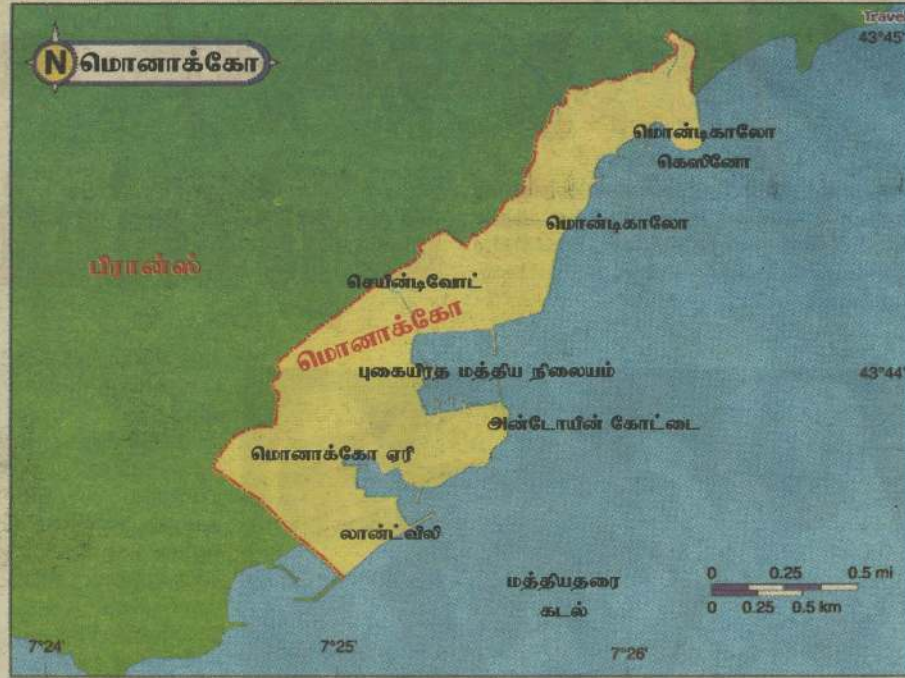 Travel
N மொனாக்கோ
43°45'
மொன்டிகாலோ
கெஸினோ
மொன்டிகாலோ
பிரான்ஸ்
செயின்டிவோட்
மொனாக்கோ
புகையிரத மத்திய நிலையம்
43°44'
அன்டோயின் கோட்டை
மொனாக்கோ ஏரி
லான்ட்விலி
மத்தியதரை
கடல்
0 0.25 0.5 mi
0 0.25 0.5 km
7°24' 7°25' 7°26'